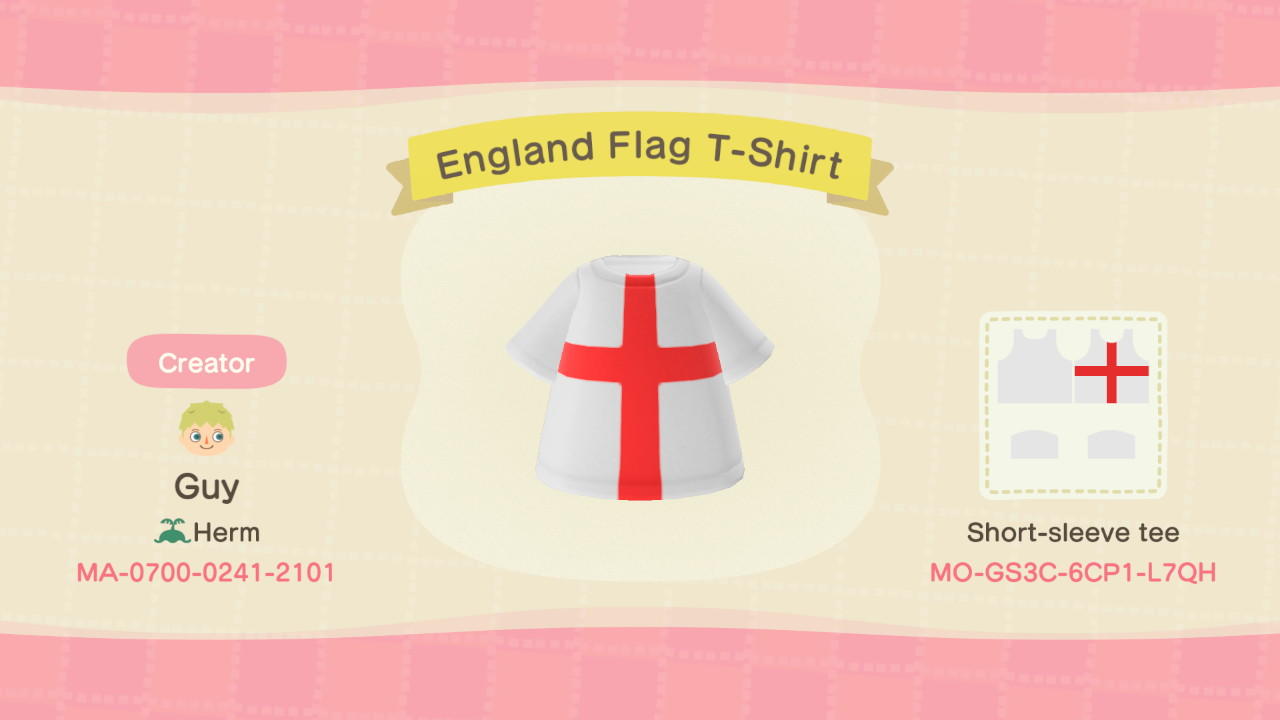 England Flag T-Shirt
Creator
Guy
Herm
MA-0700-0241-2101
Short-sleeve tee
MO-GS3C-6CP1-L7QH